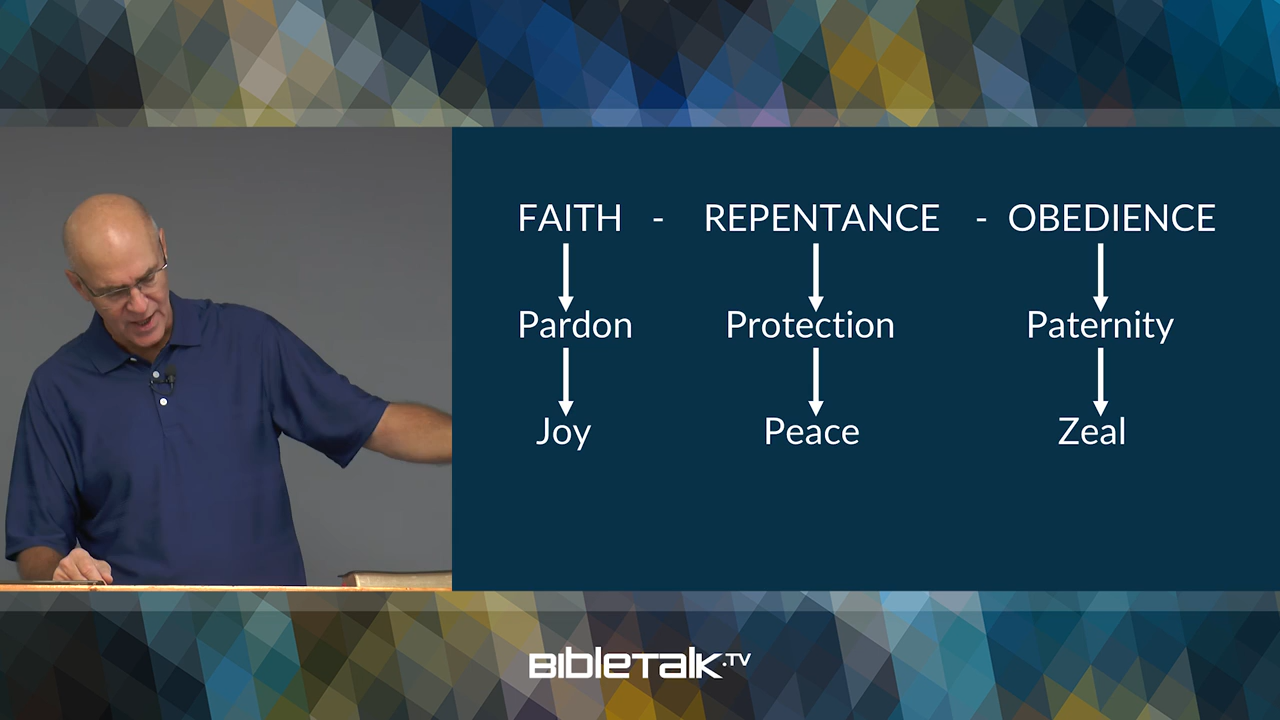 FAITH - REPENTANCE - OBEDIENCE
Pardon Protection Paternity
Joy Peace Zeal
BibleTalk.TV